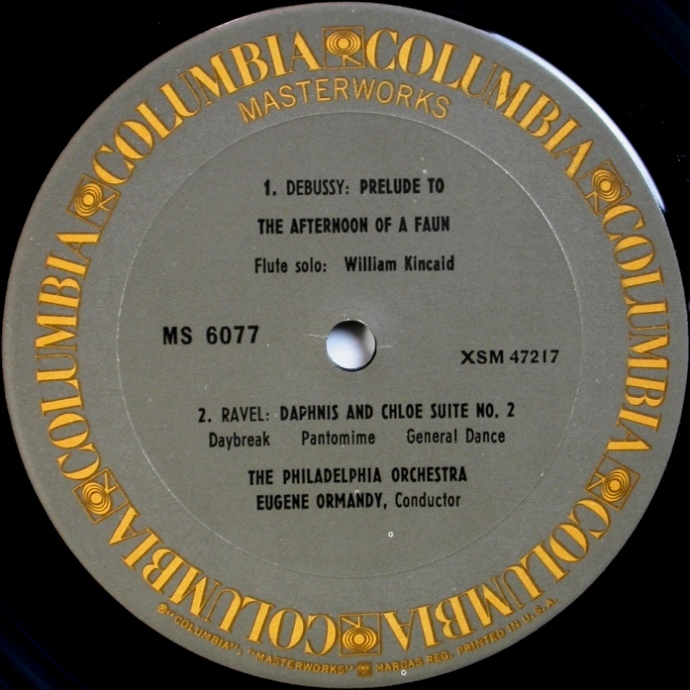 COLUMBIA COLUMBIA COLUMBIA COLUMBIA COLUMBIA COLUMBIA
MASTERWORKS
1. DEBUSSY: PRELUDE TO
THE AFTERNOON OF A FAUN
Flute solo: William Kincaid
MS 6077
XSM 47217
2. RAVEL: DAPHNIS AND CHLOE SUITE NO. 2
Daybreak Pantomime General Dance
THE PHILADELPHIA ORCHESTRA
EUGENE ORMANDY, Conductor
® "COLUMBIA", "MASTERWORKS" MARCAS REG. PRINTED IN U.S.A.